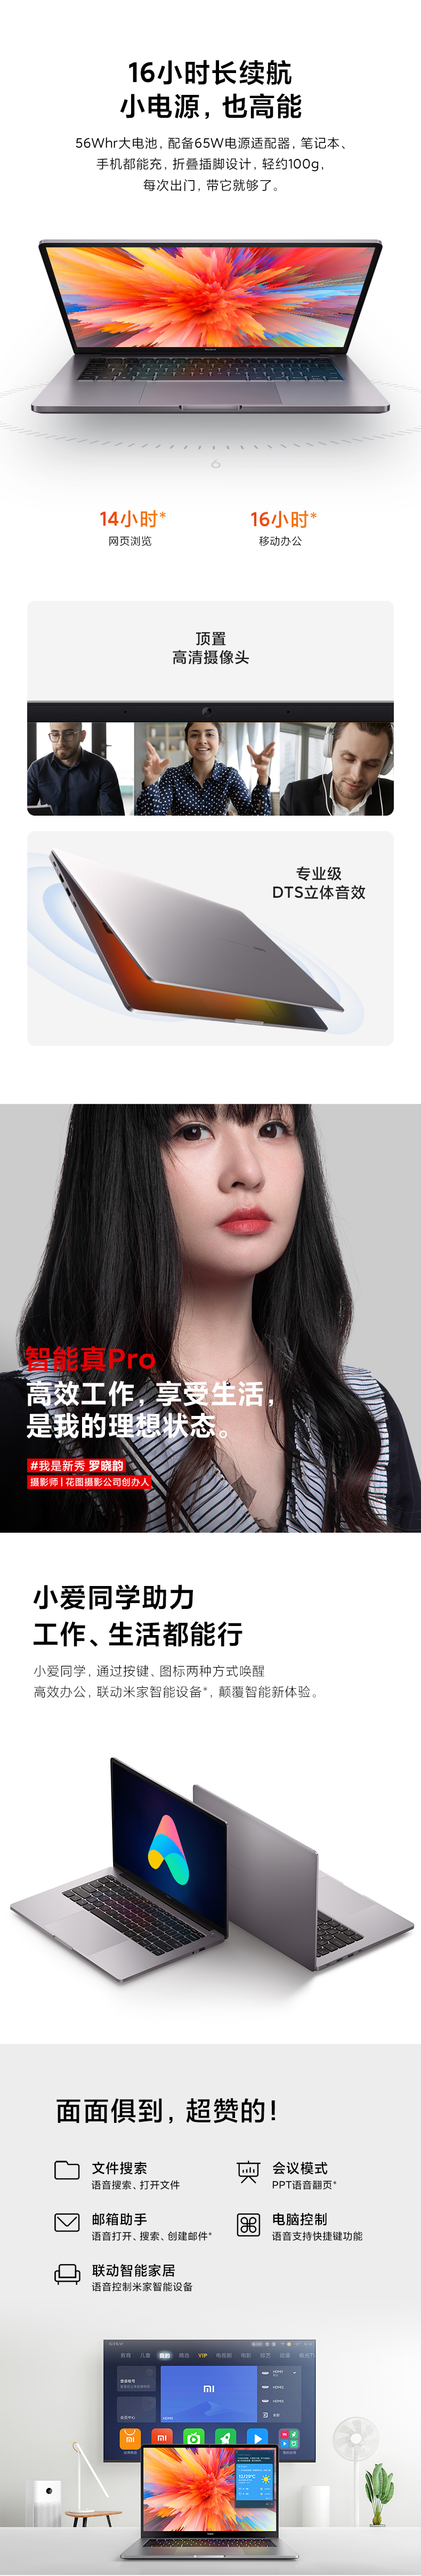 16小时长续航
小电源，也高能
56Whr大电池，配备65W电源适配器，笔记本、
手机都能充，折叠插脚设计，轻约100g，
每次出门，带它就够了。
14小时*
16小时*
网页浏览
移动办公
顶置
高清摄像头
专业级
DTS立体音效
智能真Pro
高效工作，享受生活，
是我的理想状态。
#我是新秀 罗晓韵
摄影师 | 花图摄影公司创办人
小爱同学助力
工作、生活都能行
小爱同学，通过按键、图标两种方式唤醒
高效办公，联动米家智能设备*，颠覆智能新体验。
面面俱到，超赞的！
文件搜索
语音搜索、打开文件
会议模式
PPT语音翻页*
邮箱助手
语音打开、搜索、创建邮件*
电脑控制
语音支持快捷键功能
联动智能家居
语音控制米家智能设备
我的
VIP
电视剧
电影